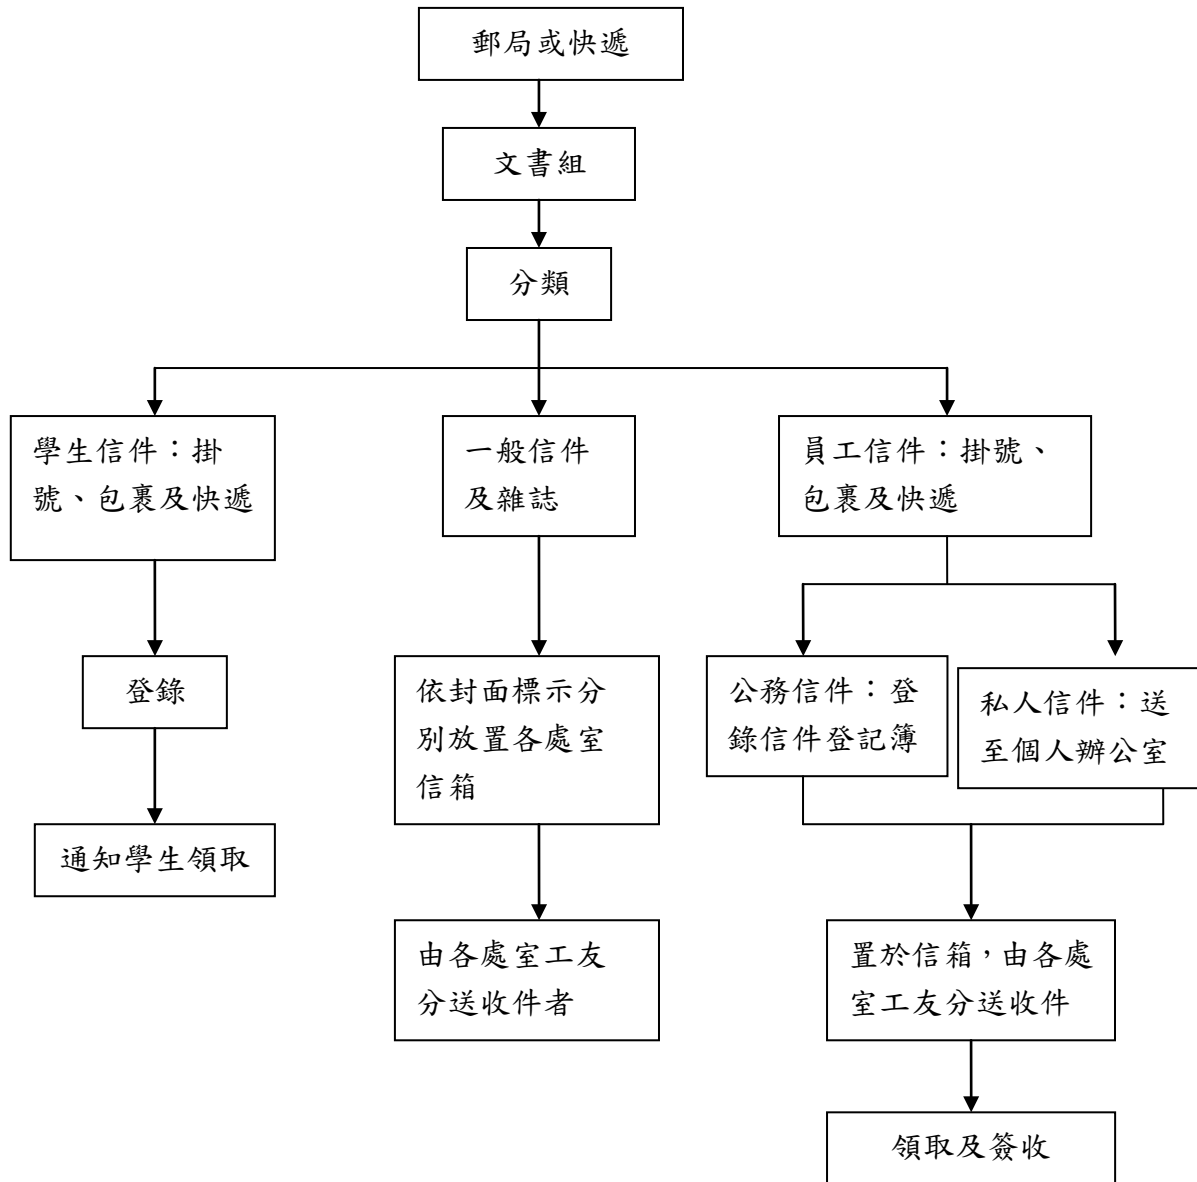 郵局或快遞
文書組
分類
學生信件：掛
號、包裹及快遞
一般信件
及雜誌
員工信件：掛號、
包裹及快遞
登錄
依封面標示分
別放置各處室
信箱
公務信件：登
錄信件登記簿
私人信件：送
至個人辦公室
通知學生領取
由各處室工友
分送收件者
置於信箱，由各處
室工友分送收件
領取及簽收